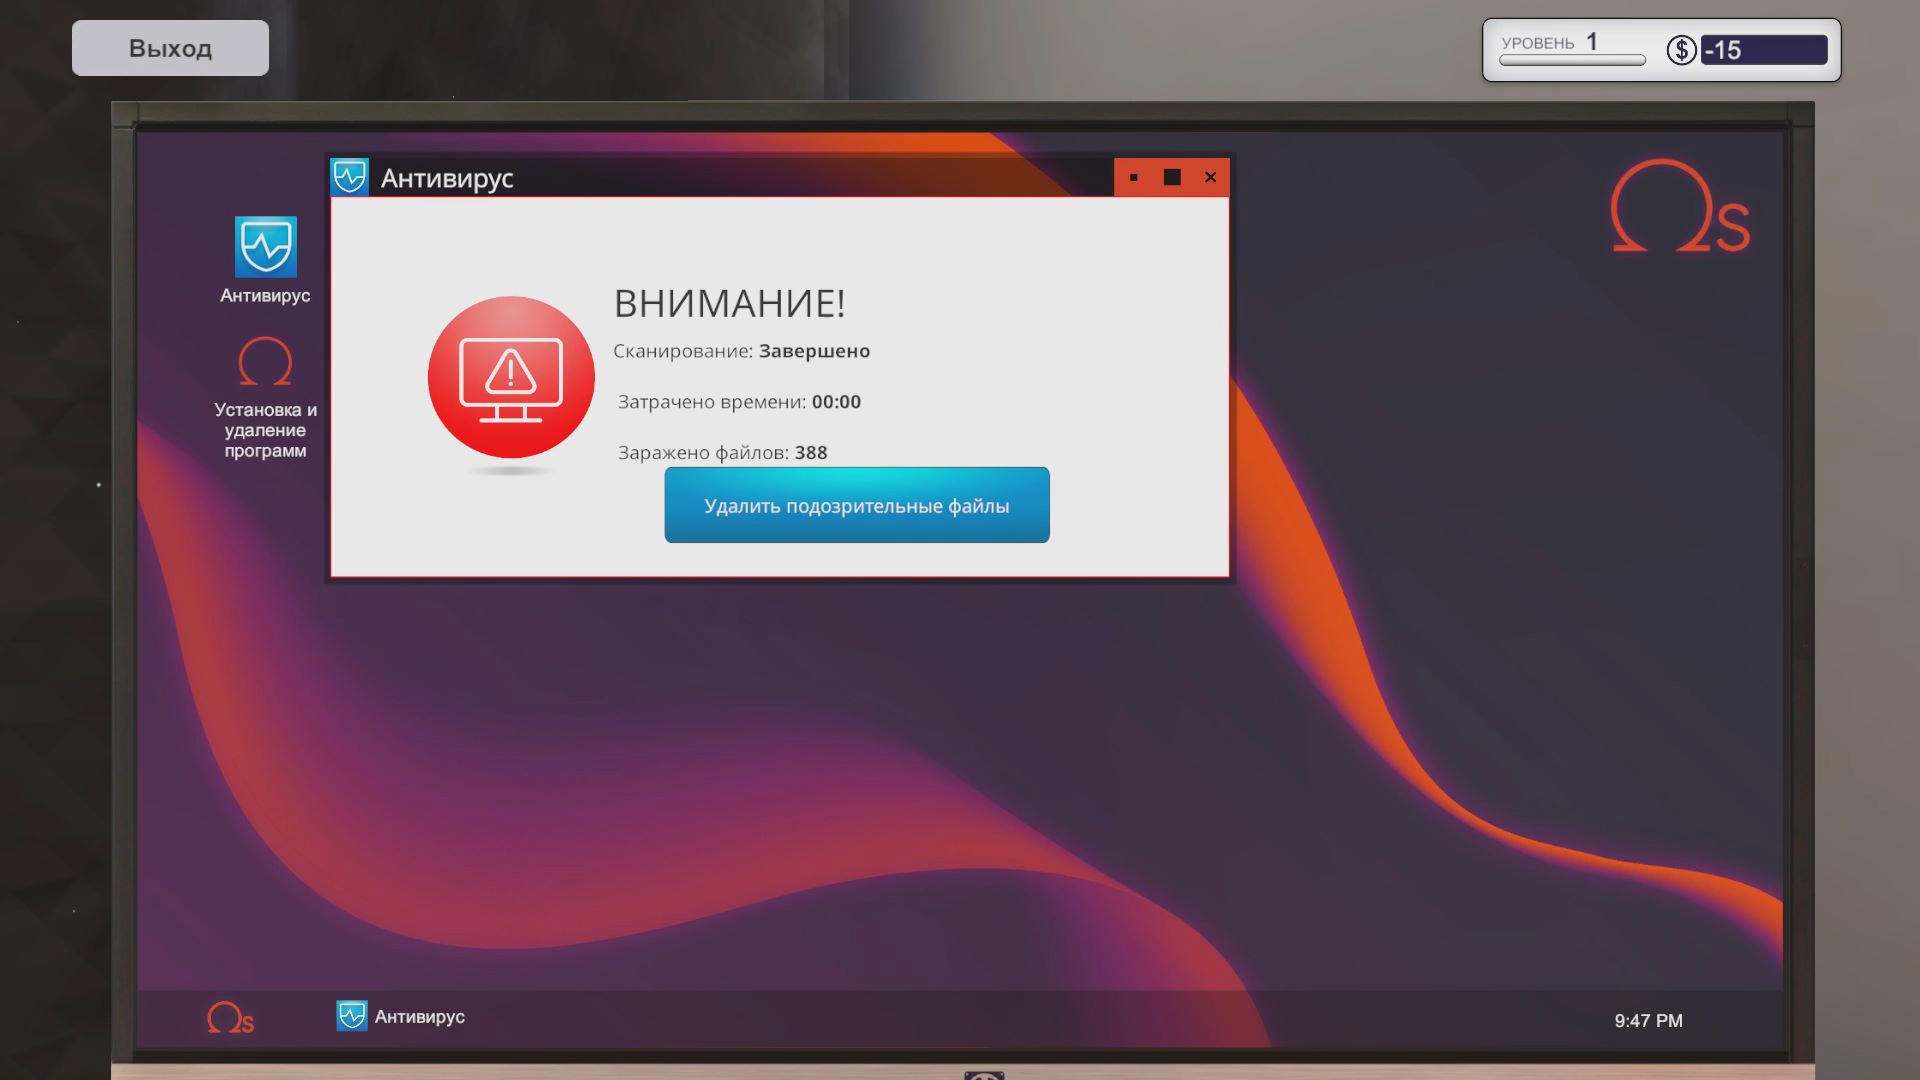 Выход
УРОВЕНЬ 1
$ -15
Антивирус
Ωs
Антивирус
Установка и
удаление
программ
ВНИМАНИЕ!
Сканирование: Завершено
Затрачено времени: 00:00
Заражено файлов: 388
Удалить подозрительные файлы
Ωs
Антивирус
9:47 PM